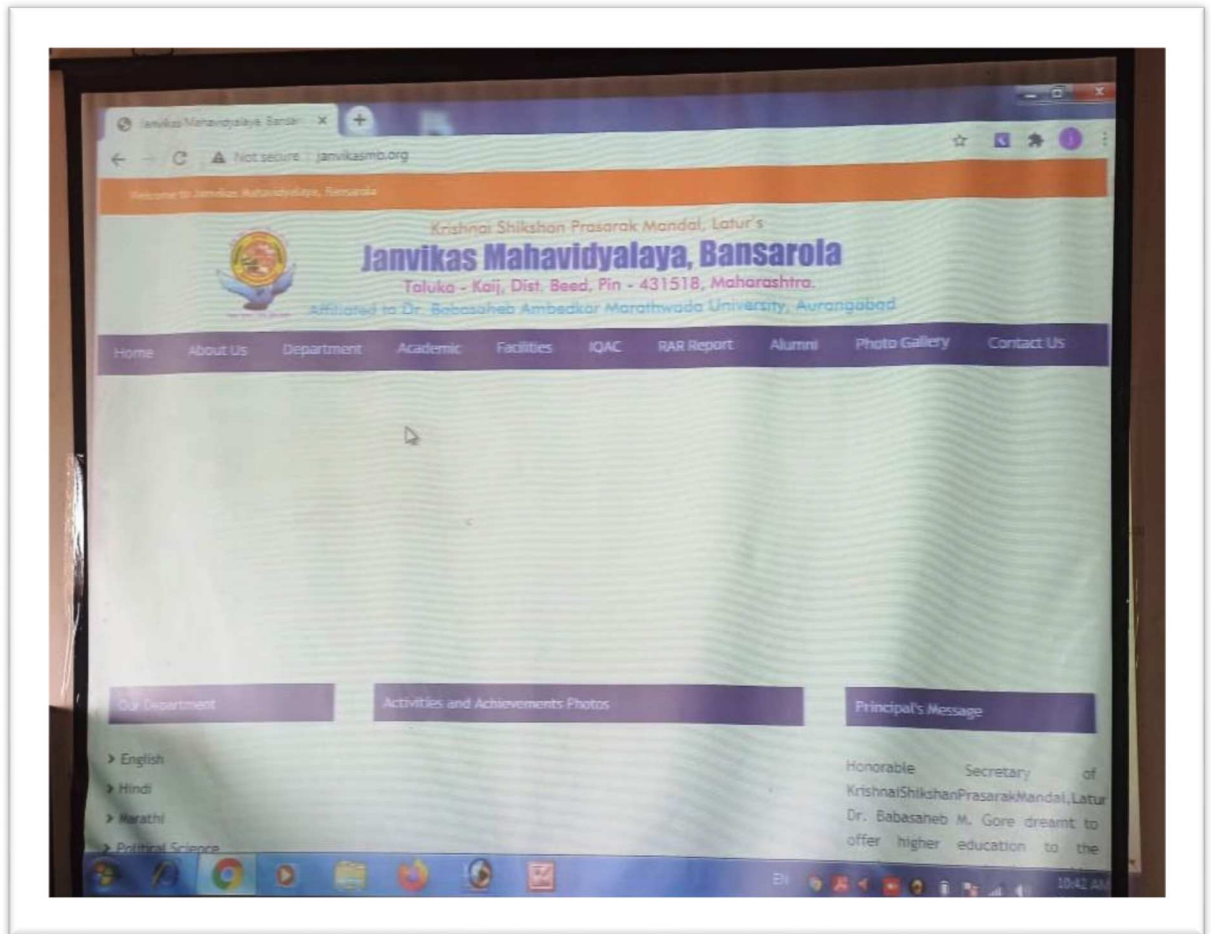 Janvikas Mahavidyalaya, Bansar
Not secure janvikasmb.org
Welcome to Janvikas Mahavidyalaya, Bansarola
Krishnai Shikshan Prasarak Mandal, Latur's
Janvikas Mahavidyalaya, Bansarola
Taluka - Kaij, Dist. Beed, Pin - 431518, Maharashtra.
Affiliated to Dr. Babasaheb Ambedkar Marathwada University, Aurangabad
Home About Us Department Academic Facilities IQAC RAR Report Alumni Photo Gallery Contact Us
Our Department
English
Hindi
Marathi
Political Science
Activities and Achievements Photos
Principal's Message
Honorable Secretary of
KrishnaiShikshanPrasarakMandal,Latur
Dr. Babasaheb M. Gore dreamt to
offer higher education to the
EN 10:42 AM